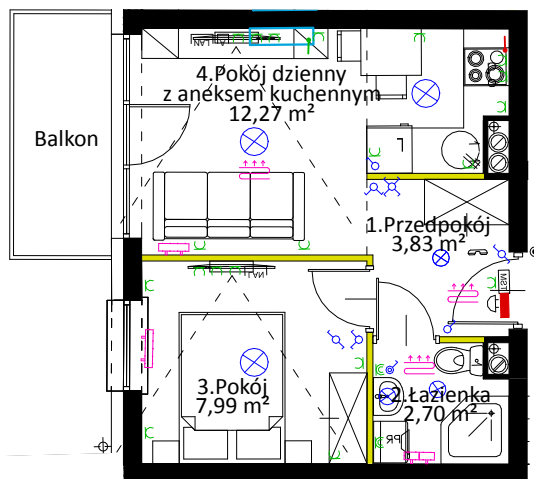 4.Pokój dzienny
z aneksem kuchennym
12,27 m²
Balkon
1.Przedpokój
3,83 m²
3.Pokój
7,99 m²
2.Łazienka
2,70 m²
L
PR